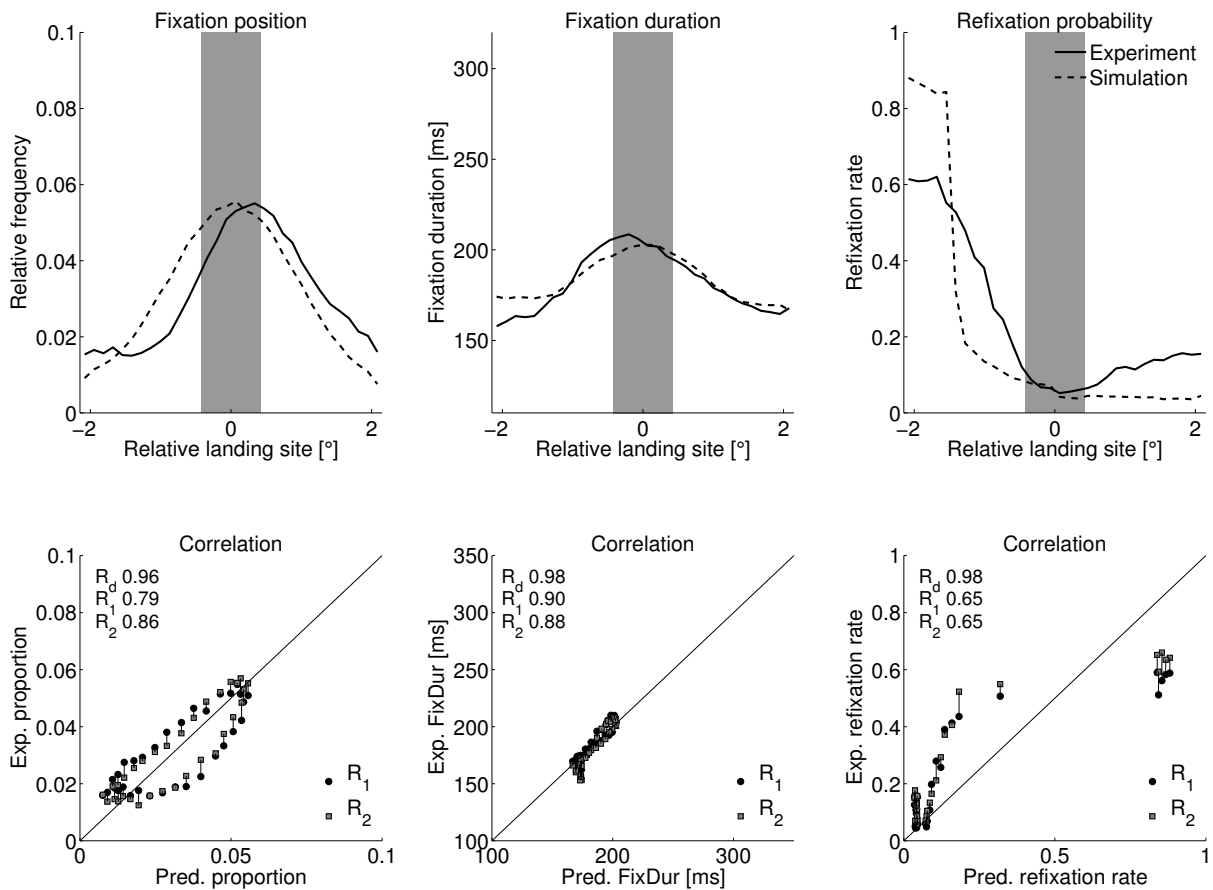 Fixation position
0.1
0.08
0.06
0.04
0.02
0
−2
0
2
Relative frequency
Relative landing site [°]
Fixation duration
300
250
200
150
−2
0
2
Fixation duration [ms]
Relative landing site [°]
Refixation probability
Experiment
Simulation
1
0.8
0.6
0.4
0.2
0
−2
0
2
Refixation rate
Relative landing site [°]
Correlation
R_d 0.96
R_1 0.79
R_2 0.86
0.1
0.08
0.06
0.04
0.02
0
0
0.05
0.1
R_1
R_2
Exp. proportion
Pred. proportion
Correlation
R_d 0.98
R_1 0.90
R_2 0.88
350
300
250
200
150
100
100
200
300
R_1
R_2
Exp. FixDur [ms]
Pred. FixDur [ms]
Correlation
R_d 0.98
R_1 0.65
R_2 0.65
1
0.8
0.6
0.4
0.2
0
0
0.5
1
R_1
R_2
Exp. refixation rate
Pred. refixation rate